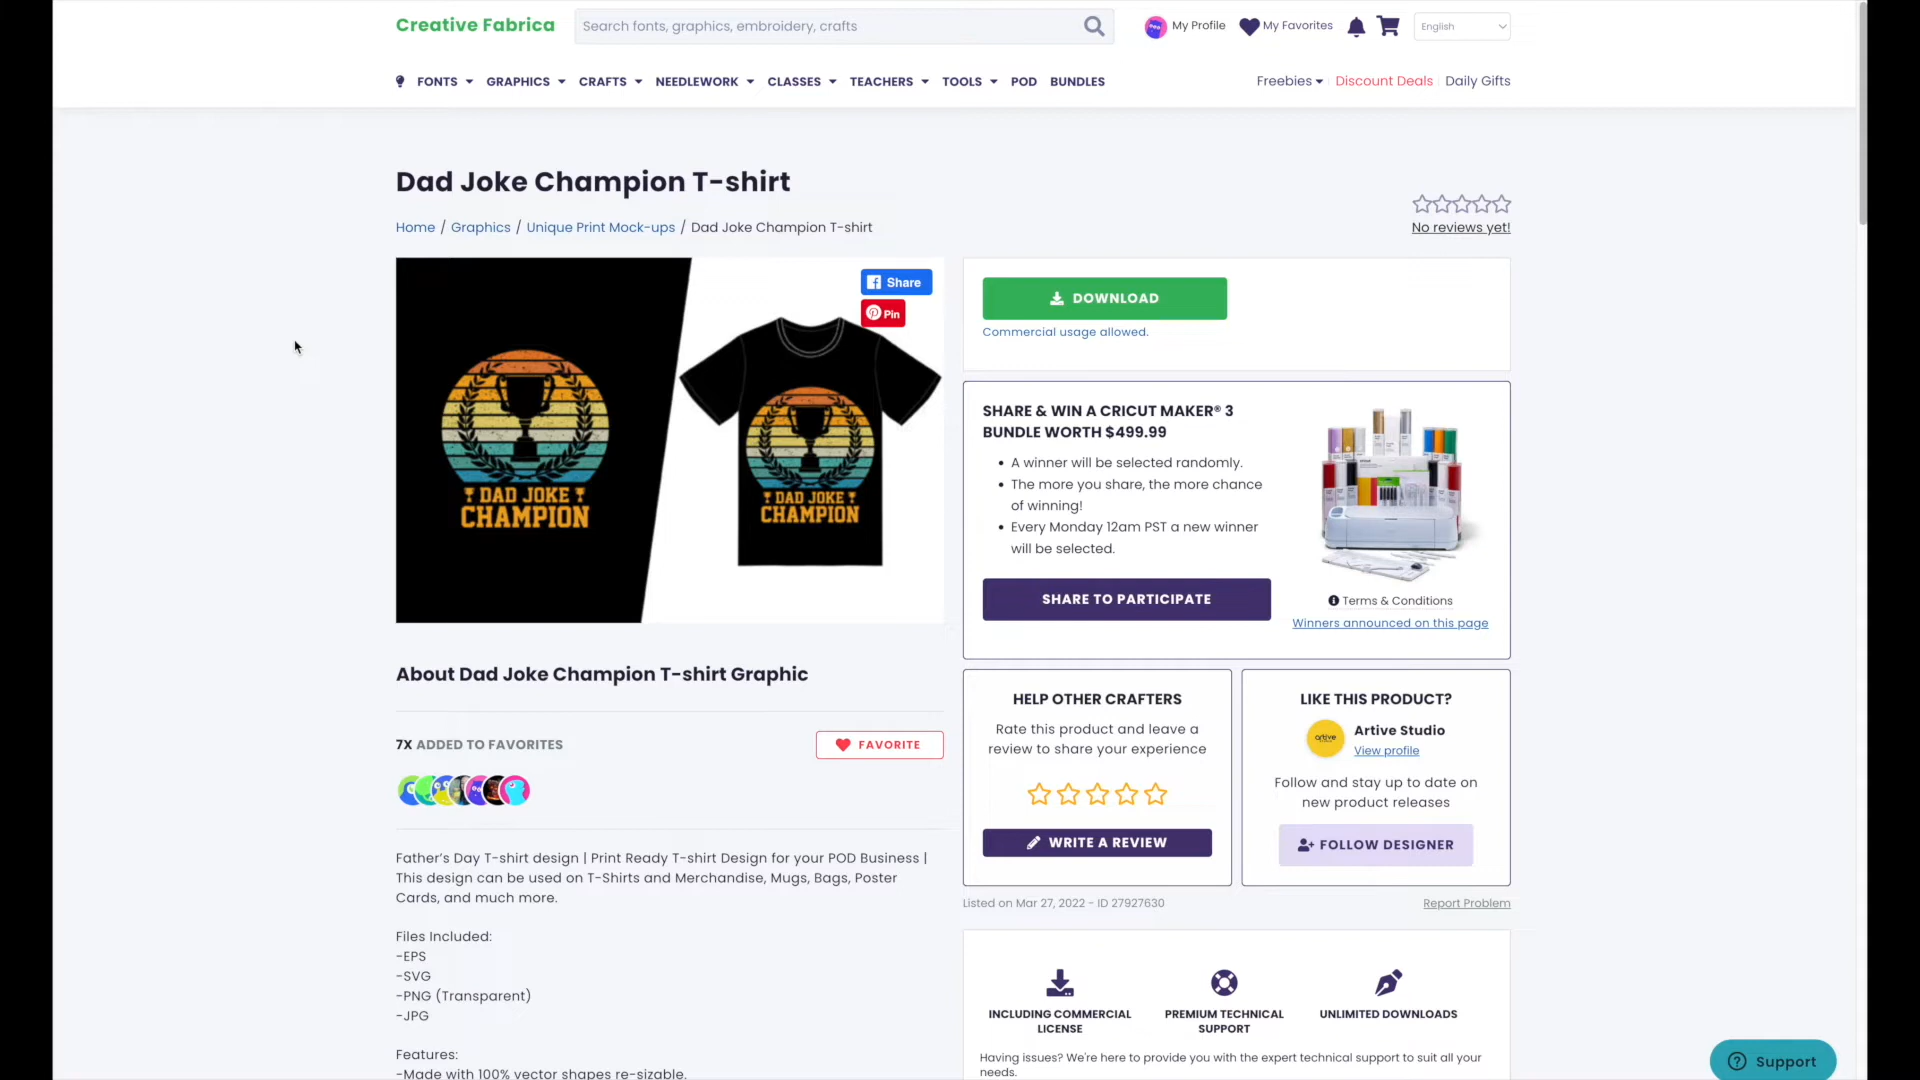 Creative Fabrica
Search fonts, graphics, embroidery, crafts
My Profile
My Favorites
English
FONTS
GRAPHICS
CRAFTS
NEEDLEWORK
CLASSES
TEACHERS
TOOLS
POD
BUNDLES
Freebies
Discount Deals
Daily Gifts
Dad Joke Champion T-shirt
Home / Graphics / Unique Print Mock-ups / Dad Joke Champion T-shirt
No reviews yet!
Share
Pin
DAD JOKE
CHAMPION
DAD JOKE
CHAMPION
DOWNLOAD
Commercial usage allowed.
SHARE & WIN A CRICUT MAKER® 3
BUNDLE WORTH $499.99
• A winner will be selected randomly.
• The more you share, the more chance
of winning!
• Every Monday 12am PST a new winner
will be selected.
SHARE TO PARTICIPATE
Terms & Conditions
Winners announced on this page
About Dad Joke Champion T-shirt Graphic
7X ADDED TO FAVORITES
FAVORITE
Father's Day T-shirt design | Print Ready T-shirt Design for your POD Business |
This design can be used on T-Shirts and Merchandise, Mugs, Bags, Poster
Cards, and much more.
Files Included:
-EPS
-SVG
-PNG (Transparent)
-JPG
Features:
-Made with 100% vector shapes re-sizable.
HELP OTHER CRAFTERS
Rate this product and leave a
review to share your experience
WRITE A REVIEW
LIKE THIS PRODUCT?
artive
Artive Studio
View profile
Follow and stay up to date on
new product releases
FOLLOW DESIGNER
Listed on Mar 27, 2022 - ID 27927630
Report Problem
INCLUDING COMMERCIAL
LICENSE
PREMIUM TECHNICAL
SUPPORT
UNLIMITED DOWNLOADS
Having issues? We're here to provide you with the expert technical support to suit all your
needs.
Support